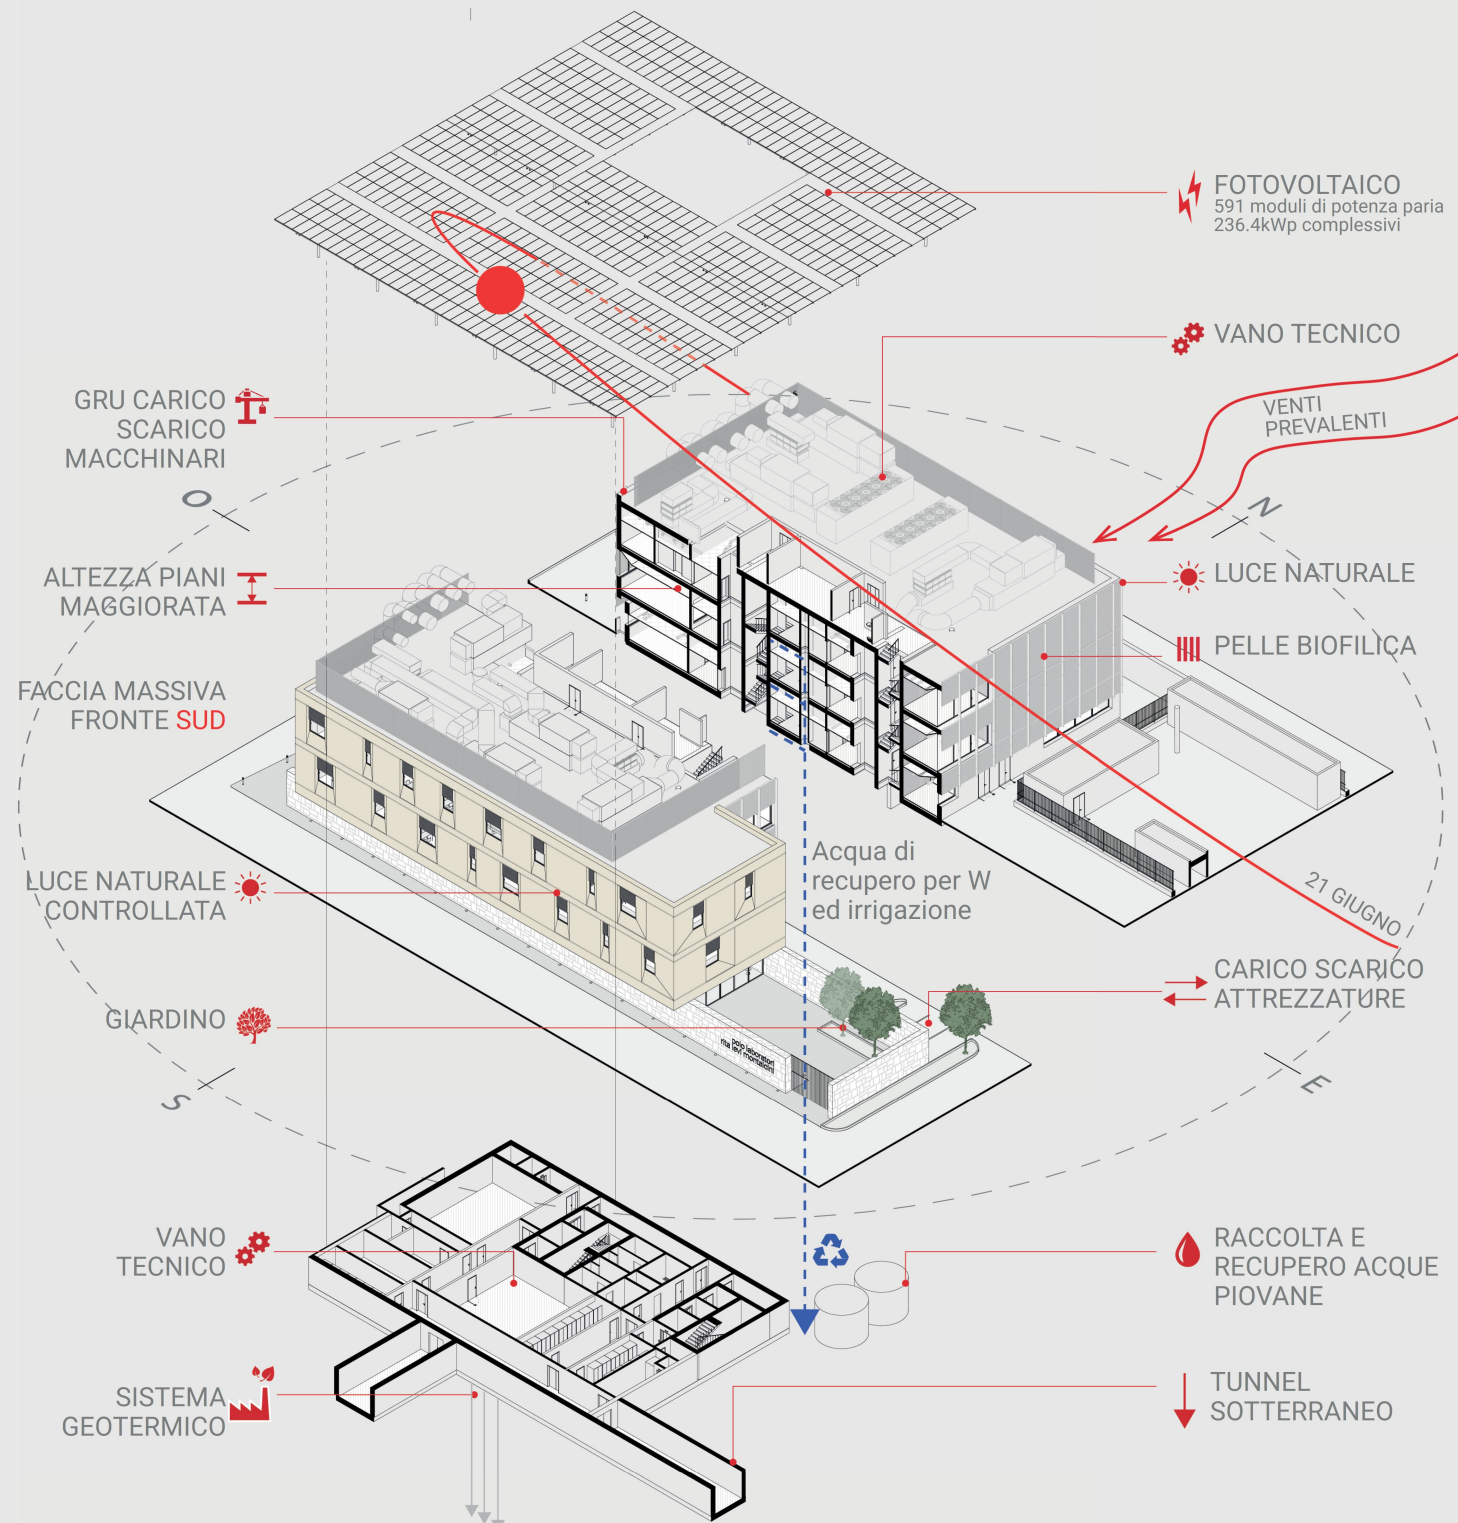 FOTOVOLTAICO
591 moduli di potenza paria
236.4kWp complessivi
VANO TECNICO
VENTI
PREVALENTI
GRU CARICO
SCARICO
MACCHINARI
O
N
ALTEZZA PIANI
MAGGIORATA
LUCE NATURALE
PELLE BIOFILICA
FACCIA MASSIVA
FRONTE SUD
Acqua di
recupero per W
ed irrigazione
LUCE NATURALE
CONTROLLATA
21 GIUGNO
CARICO SCARICO
ATTREZZATURE
GIARDINO
polo laboratori
rita levi montalcini
S
E
VANO
TECNICO
RACCOLTA E
RECUPERO ACQUE
PIOVANE
SISTEMA
GEOTERMICO
TUNNEL
SOTTERRANEO